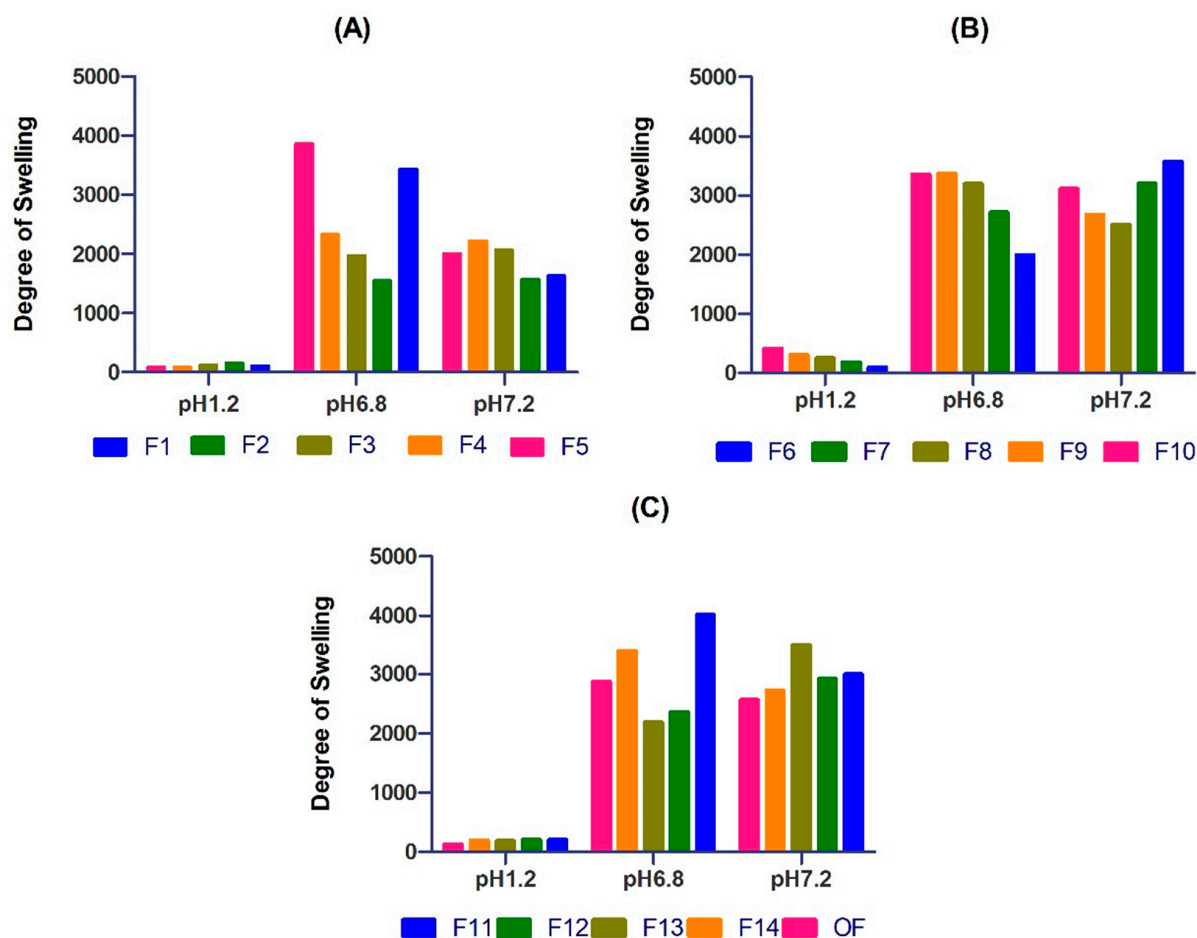 (A)
Degree of Swelling
5000
4000
3000
2000
1000
0
pH1.2 pH6.8 pH7.2
F1 F2 F3 F4 F5
(B)
Degree of Swelling
5000
4000
3000
2000
1000
0
pH1.2 pH6.8 pH7.2
F6 F7 F8 F9 F10
(C)
Degree of Swelling
5000
4000
3000
2000
1000
0
pH1.2 pH6.8 pH7.2
F11 F12 F13 F14 OF